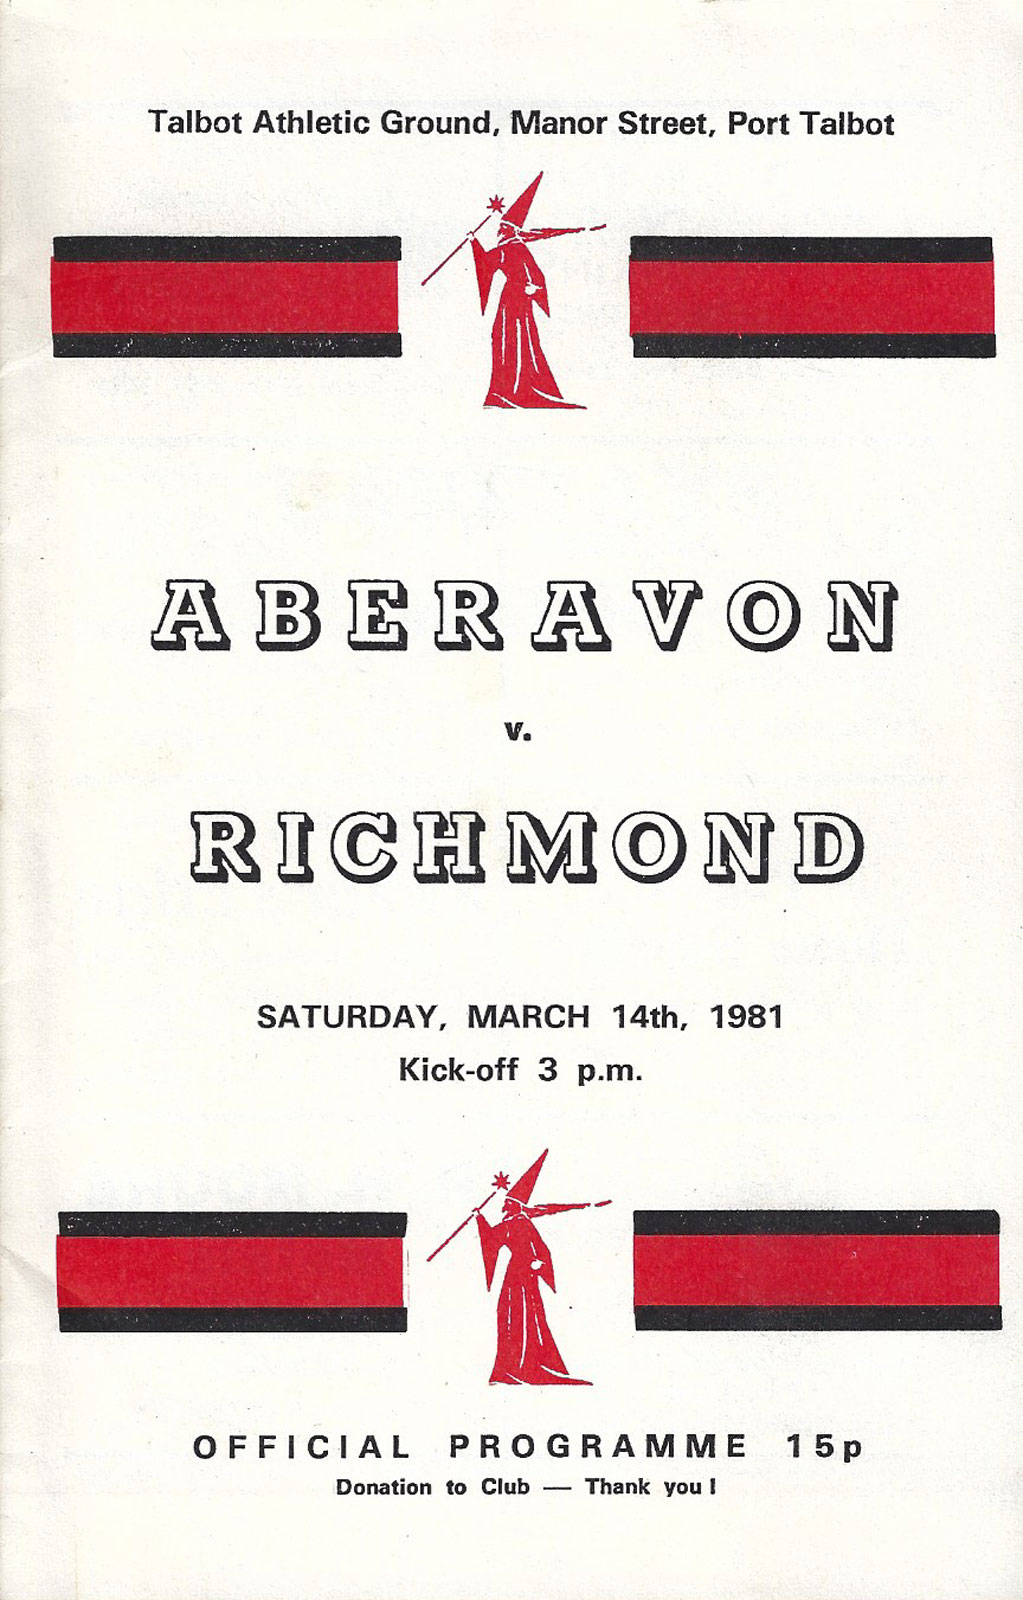 Talbot Athletic Ground, Manor Street, Port Talbot
ABERAVON
v.
RICHMOND
SATURDAY, MARCH 14th, 1981
Kick-off 3 p.m.
OFFICIAL PROGRAMME 15p
Donation to Club — Thank you!